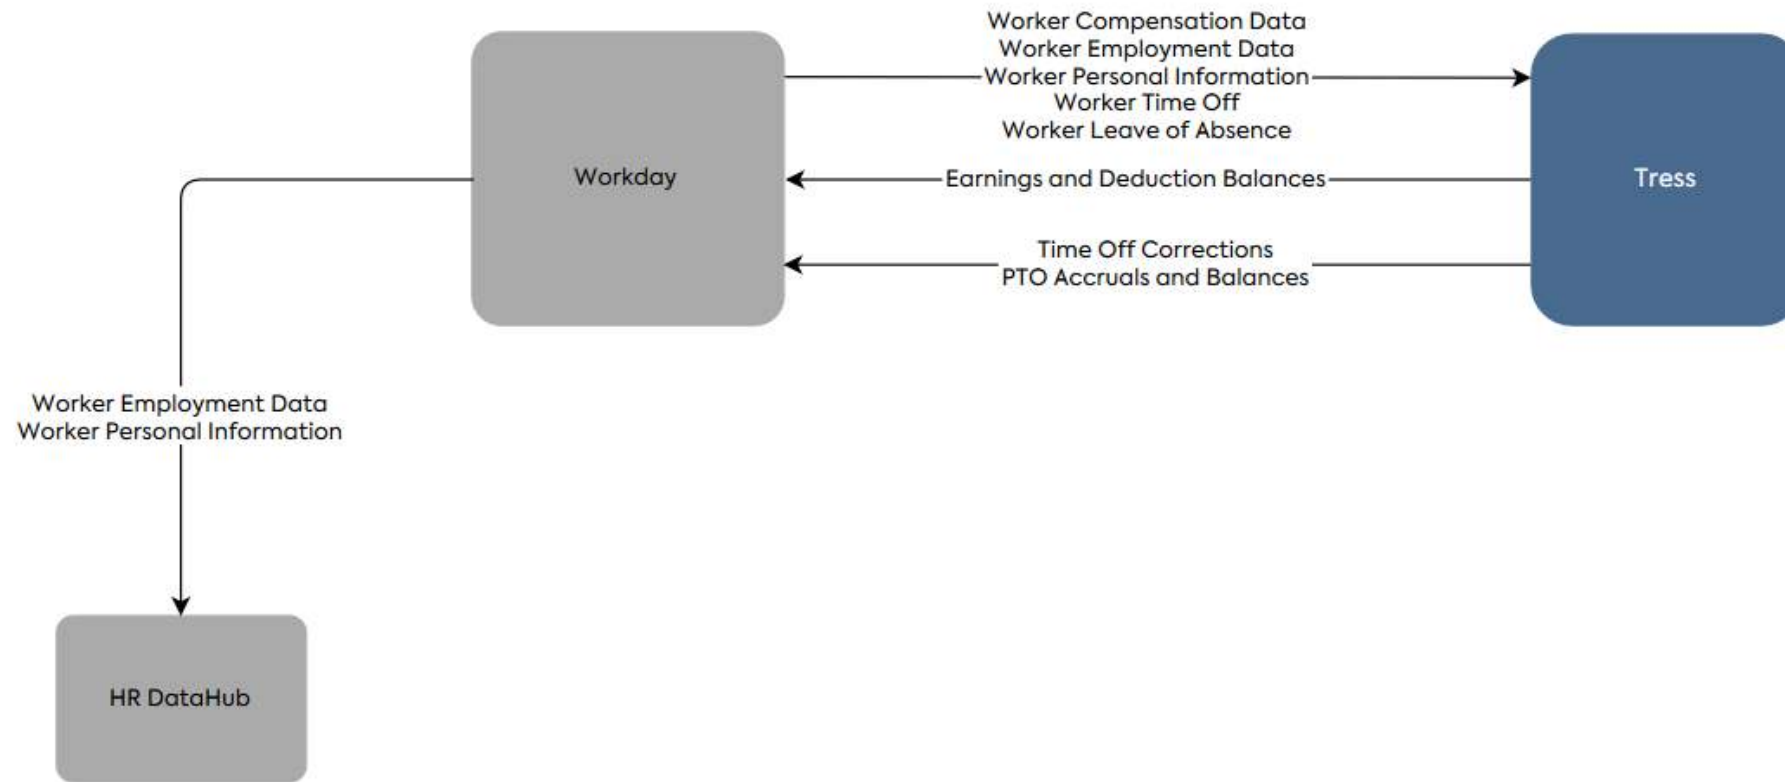 Worker Compensation Data
Worker Employment Data
Worker Personal Information
Worker Time Off
Worker Leave of Absence
Workday
Earnings and Deduction Balances
Tress
Time Off Corrections
PTO Accruals and Balances
Worker Employment Data
Worker Personal Information
HR DataHub